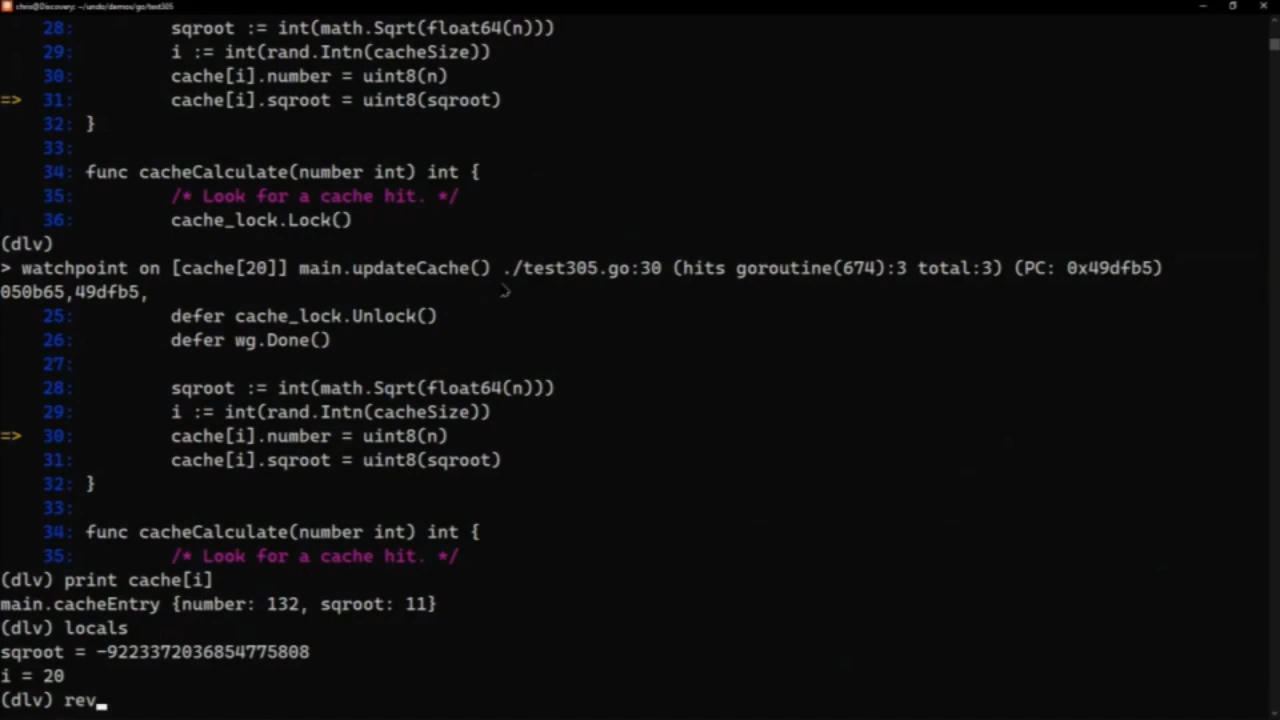 chris@Discovery: ~/undo/demos/go/test305
28: sqroot := int(math.Sqrt(float64(n)))
29: i := int(rand.Intn(cacheSize))
30: cache[i].number = uint8(n)
=> 31: cache[i].sqroot = uint8(sqroot)
32: }
33:
34: func cacheCalculate(number int) int {
35: /* Look for a cache hit. */
36: cache_lock.Lock()
(dlv)
> watchpoint on [cache[20]] main.updateCache() ./test305.go:30 (hits goroutine(674):3 total:3) (PC: 0x49dfb5)
050b65,49dfb5,
25: defer cache_lock.Unlock()
26: defer wg.Done()
27:
28: sqroot := int(math.Sqrt(float64(n)))
29: i := int(rand.Intn(cacheSize))
=> 30: cache[i].number = uint8(n)
31: cache[i].sqroot = uint8(sqroot)
32: }
33:
34: func cacheCalculate(number int) int {
35: /* Look for a cache hit. */
(dlv) print cache[i]
main.cacheEntry {number: 132, sqroot: 11}
(dlv) locals
sqroot = -9223372036854775808
i = 20
(dlv) rev